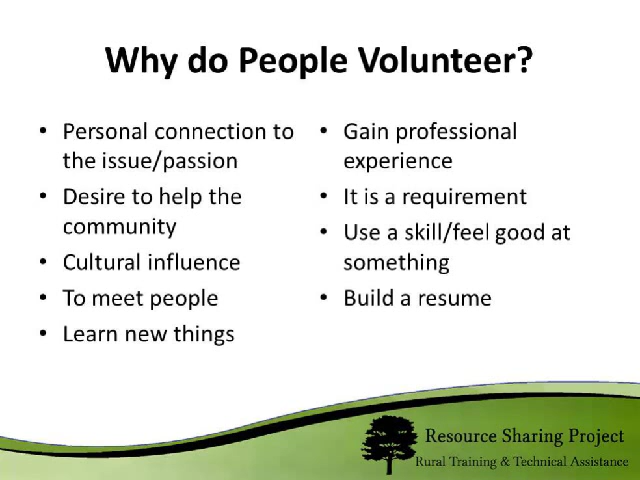 Why do People Volunteer?
• Personal connection to
the issue/passion
• Desire to help the
community
• Cultural influence
• To meet people
• Learn new things
• Gain professional
experience
• It is a requirement
• Use a skill/feel good at
something
• Build a resume
Resource Sharing Project
Rural Training & Technical Assistance